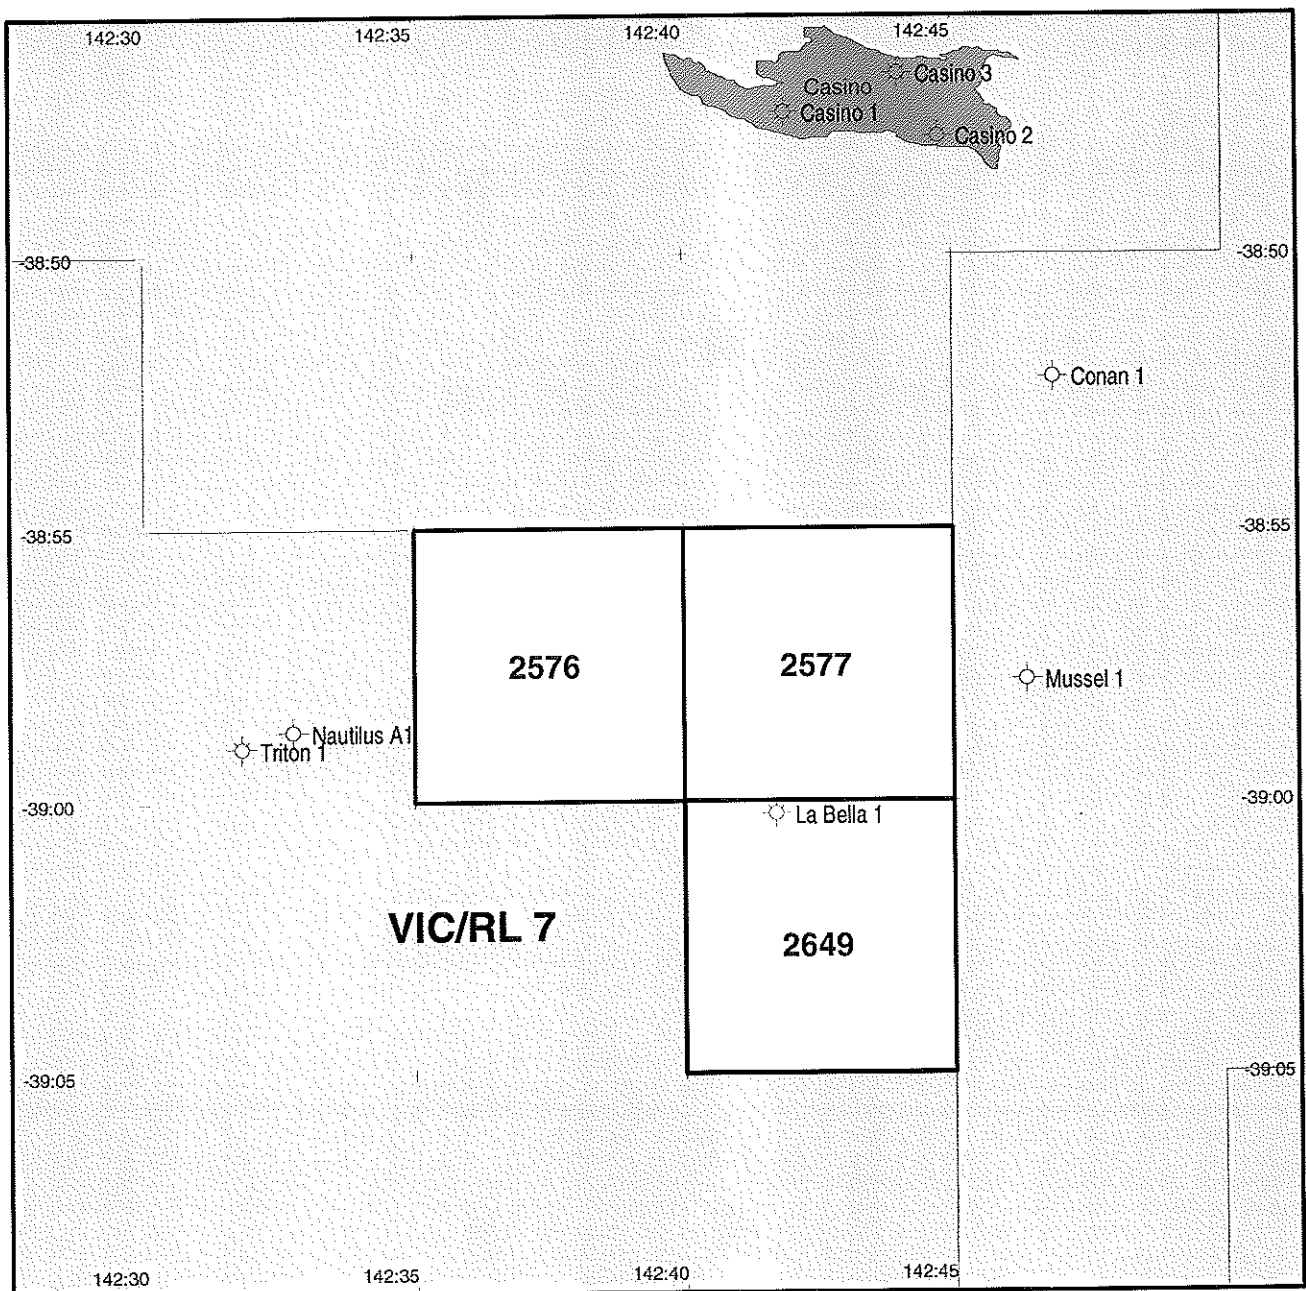 142:30
142:35
142:40
142:45
Casino 3
Casino
Casino 1
Casino 2
-38:50
-38:50
Conan 1
-38:55
-38:55
2576
2577
Mussel 1
Nautilus A1
Triton 1
-39:00
-39:00
La Bella 1
VIC/RL 7
2649
-39:05
-39:05
142:30
142:35
142:40
142:45